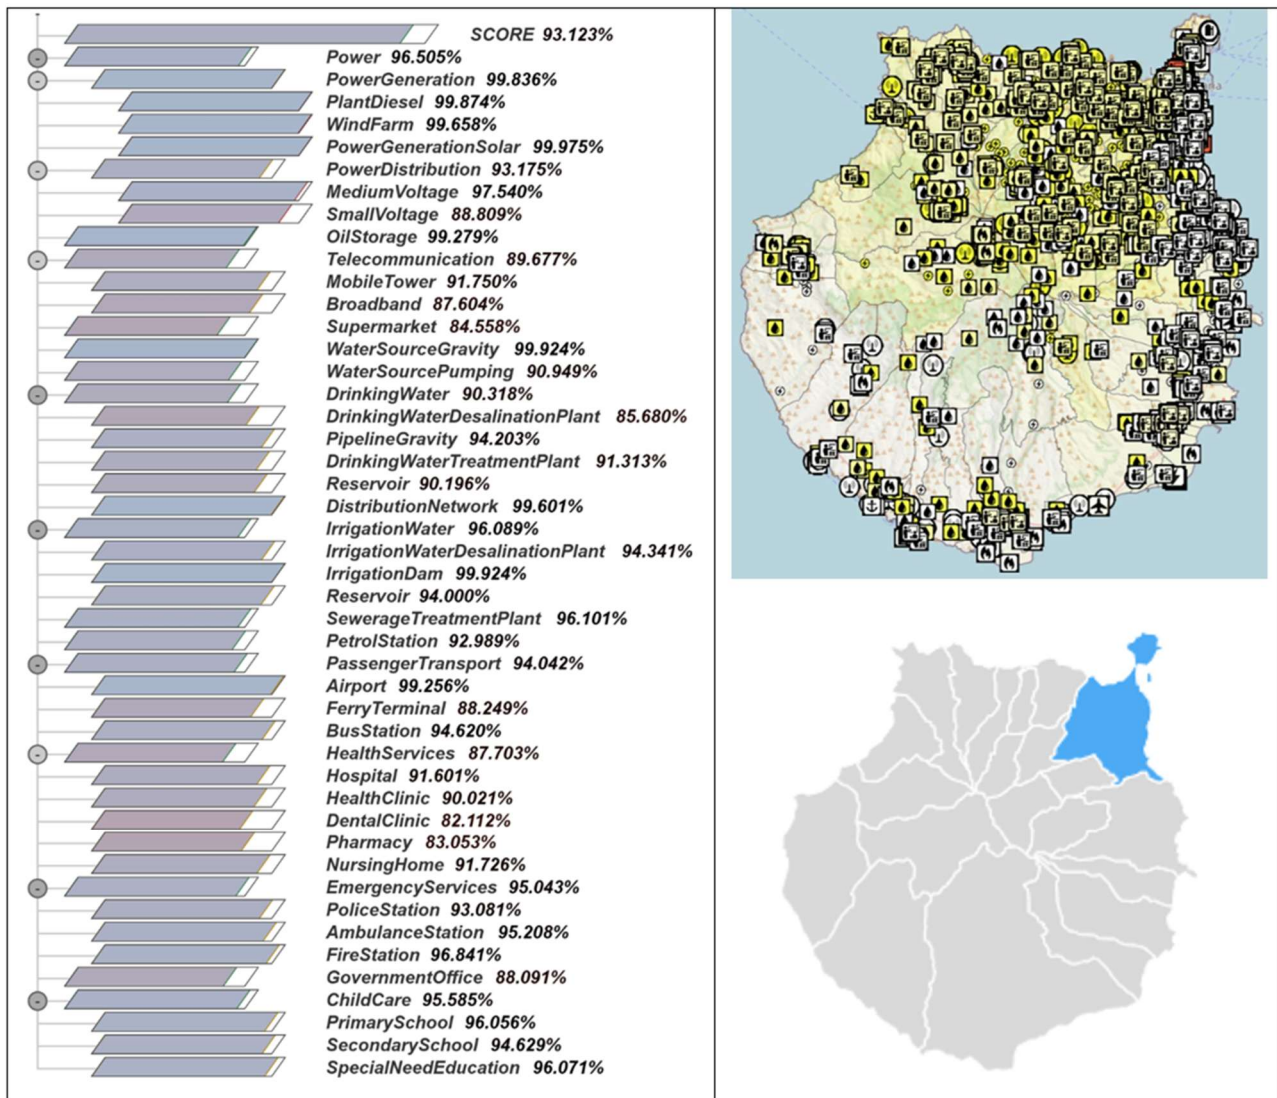 SCORE 93.123%
Power 96.505%
PowerGeneration 99.836%
PlantDiesel 99.874%
WindFarm 99.658%
PowerGenerationSolar 99.975%
PowerDistribution 93.175%
MediumVoltage 97.540%
SmallVoltage 88.809%
OilStorage 99.279%
Telecommunication 89.677%
MobileTower 91.750%
Broadband 87.604%
Supermarket 84.558%
WaterSourceGravity 99.924%
WaterSourcePumping 90.949%
DrinkingWater 90.318%
DrinkingWaterDesalinationPlant 85.680%
PipelineGravity 94.203%
DrinkingWaterTreatmentPlant 91.313%
Reservoir 90.196%
DistributionNetwork 99.601%
IrrigationWater 96.089%
IrrigationWaterDesalinationPlant 94.341%
IrrigationDam 99.924%
Reservoir 94.000%
SewerageTreatmentPlant 96.101%
PetrolStation 92.989%
PassengerTransport 94.042%
Airport 99.256%
FerryTerminal 88.249%
BusStation 94.620%
HealthServices 87.703%
Hospital 91.601%
HealthClinic 90.021%
DentalClinic 82.112%
Pharmacy 83.053%
NursingHome 91.726%
EmergencyServices 95.043%
PoliceStation 93.081%
AmbulanceStation 95.208%
FireStation 96.841%
GovernmentOffice 88.091%
ChildCare 95.585%
PrimarySchool 96.056%
SecondarySchool 94.629%
SpecialNeedEducation 96.071%